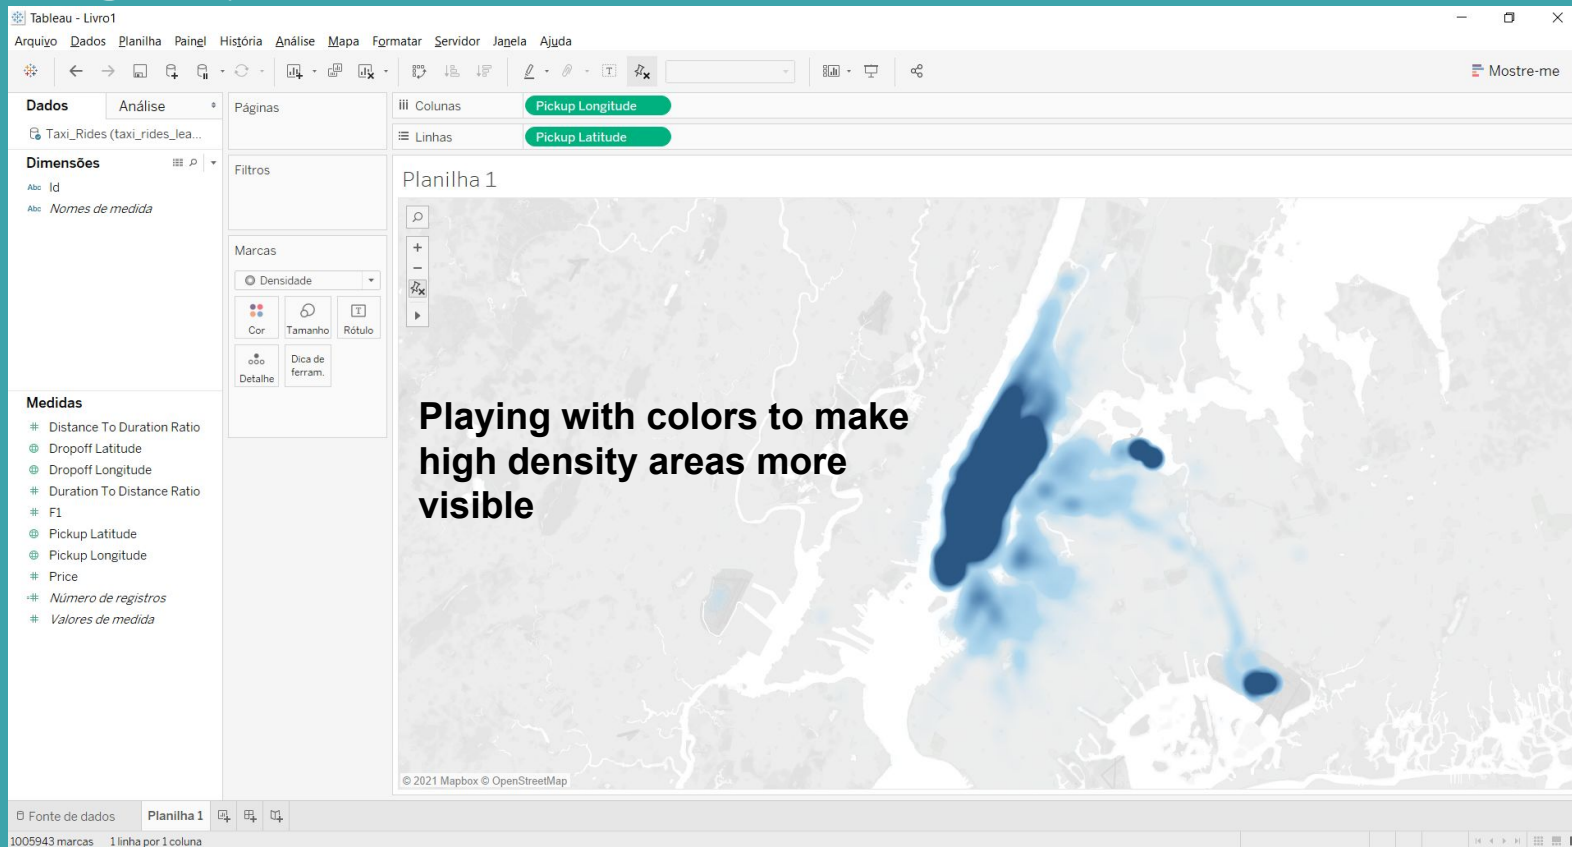 Tableau - Livro1
Arquivo Dados Planilha Painel História Análise Mapa Formatar Servidor Janela Ajuda
Mostre-me
Dados Análise
Taxi_Rides (taxi_rides_lea...
Dimensões
Abc Id
Abc Nomes de medida
Medidas
# Distance To Duration Ratio
Dropoff Latitude
Dropoff Longitude
# Duration To Distance Ratio
# F1
Pickup Latitude
Pickup Longitude
# Price
=# Número de registros
# Valores de medida
Páginas
Filtros
Marcas
Densidade
Cor Tamanho Rótulo
Detalhe Dica de ferram.
iii Colunas Pickup Longitude
Linhas Pickup Latitude
Planilha 1
Playing with colors to make
high density areas more
visible
© 2021 Mapbox © OpenStreetMap
Fonte de dados Planilha 1
1005943 marcas 1 linha por 1 coluna